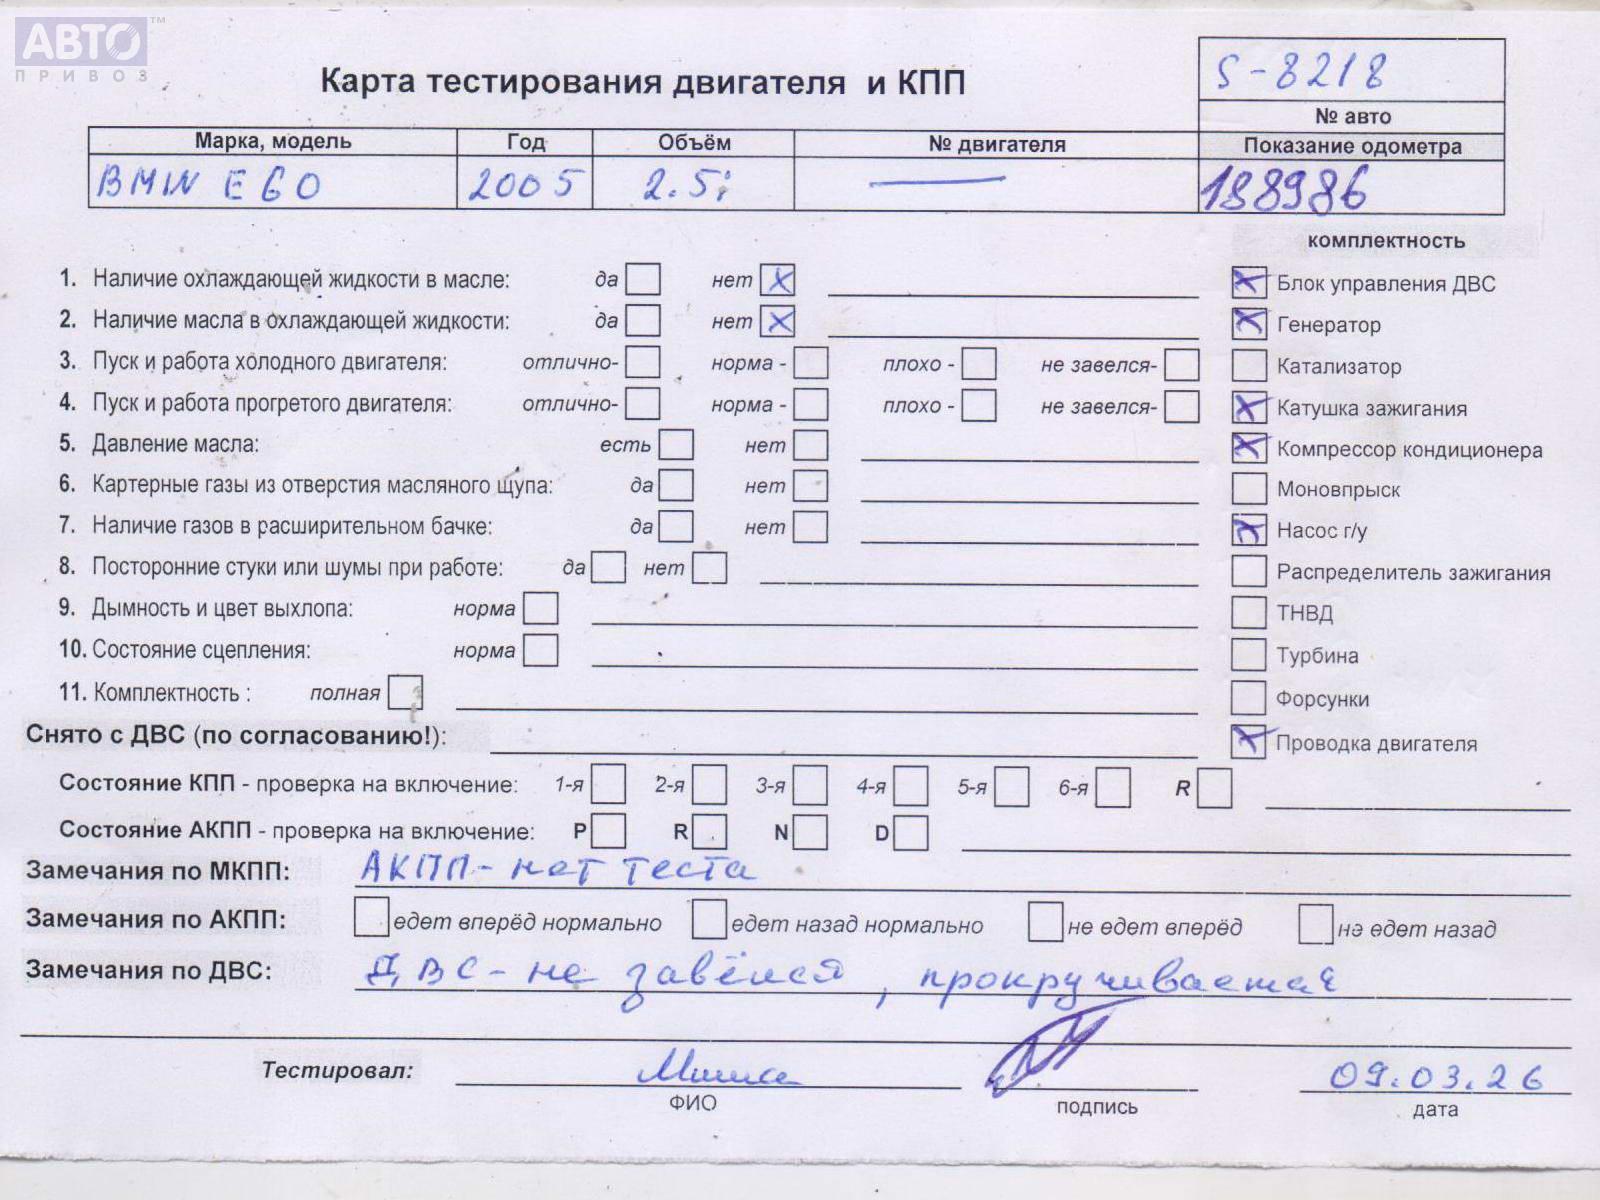 АВТО ™
ПРИВОЗ
Карта тестирования двигателя и КПП
S-8218
№ авто
Марка, модель Год Объём № двигателя Показание одометра
BMW E60 2005 2.5i — 188986
комплектность
1. Наличие охлаждающей жидкости в масле: да нет X Блок управления ДВС
2. Наличие масла в охлаждающей жидкости: да нет X Генератор
3. Пуск и работа холодного двигателя: отлично- норма - плохо - не завелся- Катализатор
4. Пуск и работа прогретого двигателя: отлично- норма - плохо - не завелся- Катушка зажигания
5. Давление масла: есть нет Компрессор кондиционера
6. Картерные газы из отверстия масляного щупа: да нет Моновпрыск
7. Наличие газов в расширительном бачке: да нет Насос г/у
8. Посторонние стуки или шумы при работе: да нет Распределитель зажигания
9. Дымность и цвет выхлопа: норма ТНВД
10. Состояние сцепления: норма Турбина
11. Комплектность : полная Форсунки
Снято с ДВС (по согласованию!): Проводка двигателя
Состояние КПП - проверка на включение: 1-я 2-я 3-я 4-я 5-я 6-я R
Состояние АКПП - проверка на включение: P R N D
Замечания по МКПП: АКПП - нет теста
Замечания по АКПП: едет вперёд нормально едет назад нормально не едет вперёд не едет назад
Замечания по ДВС: ДВС - не завёлся, прокручивается
Тестировал: Миша 09.03.26
ФИО подпись дата